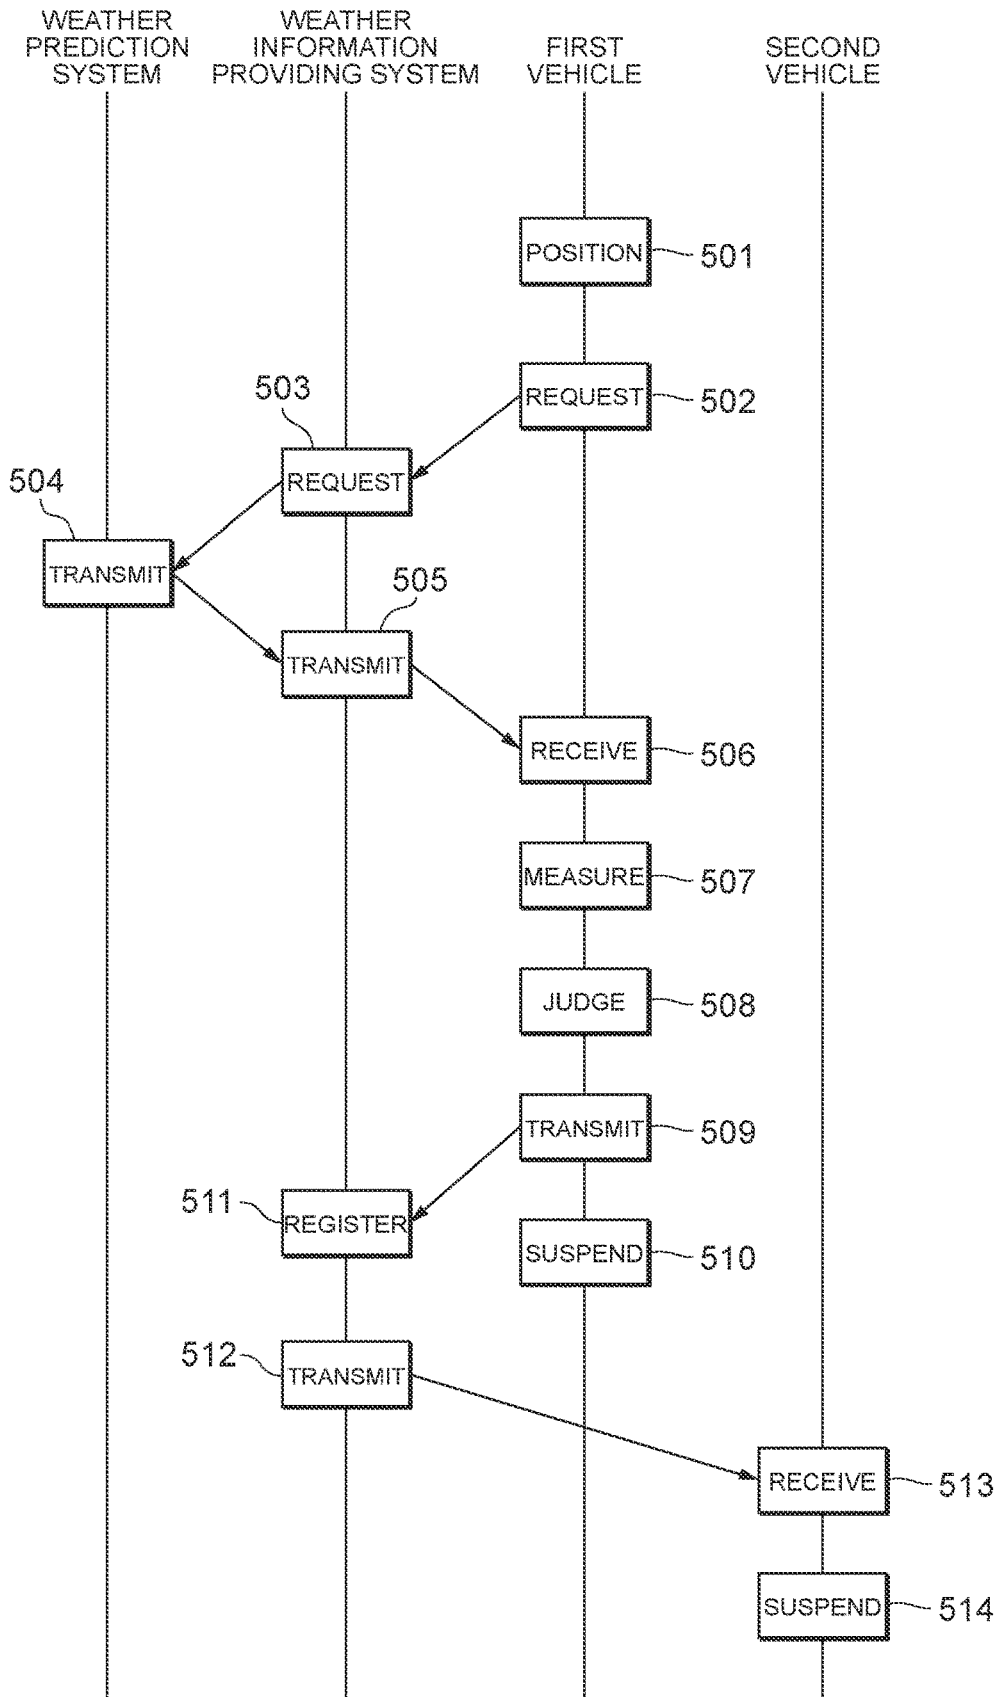 WEATHER
PREDICTION
SYSTEM
WEATHER
INFORMATION
PROVIDING SYSTEM
FIRST
VEHICLE
SECOND
VEHICLE
POSITION
501
REQUEST
502
503
REQUEST
504
TRANSMIT
505
TRANSMIT
RECEIVE
506
MEASURE
507
JUDGE
508
TRANSMIT
509
511
REGISTER
SUSPEND
510
512
TRANSMIT
RECEIVE
513
SUSPEND
514